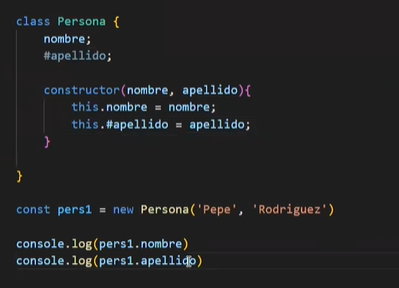 class Persona {
nombre;
#apellido;
constructor(nombre, apellido){
this.nombre = nombre;
this.#apellido = apellido;
}
}
const pers1 = new Persona('Pepe', 'Rodriguez')
console.log(pers1.nombre)
console.log(pers1.apellido)